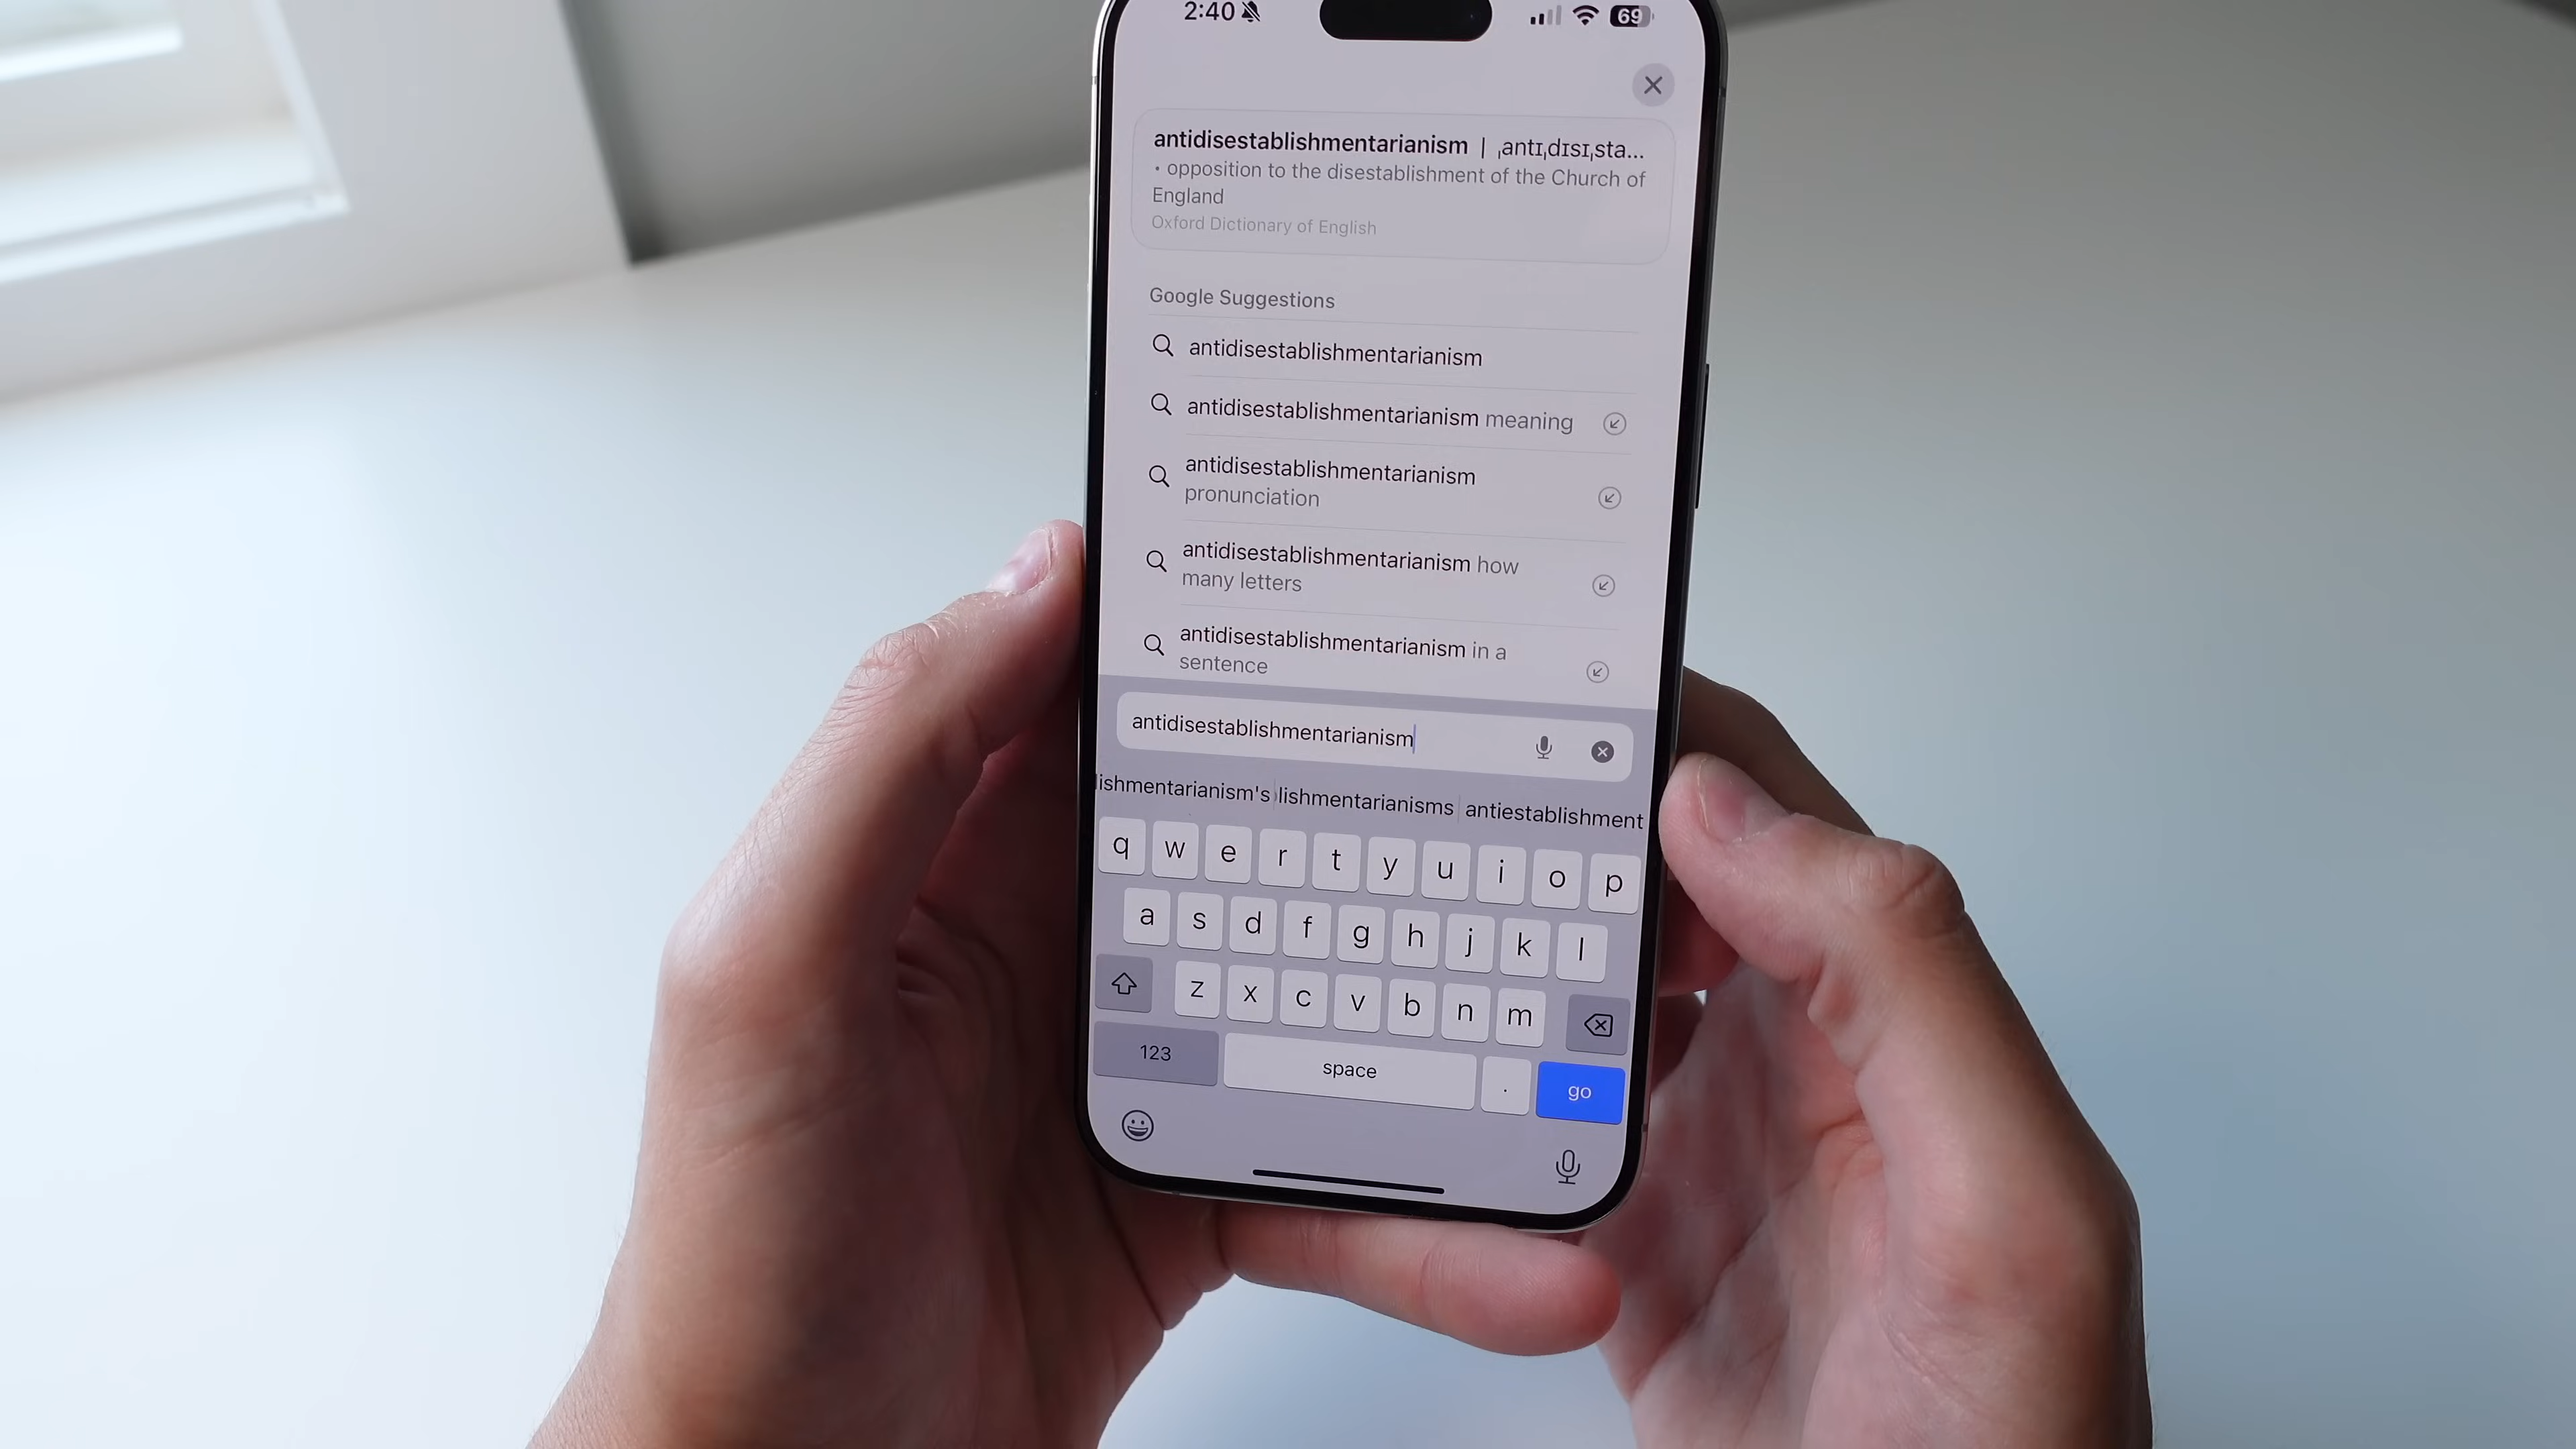 2:40
69
antidisestablishmentarianism | ˌantɪˌdɪsɪˌsta...
• opposition to the disestablishment of the Church of
England
Oxford Dictionary of English
Google Suggestions
antidisestablishmentarianism
antidisestablishmentarianism meaning
antidisestablishmentarianism
pronunciation
antidisestablishmentarianism how
many letters
antidisestablishmentarianism in a
sentence
antidisestablishmentarianism
lishmentarianism's lishmentarianisms antiestablishment
q w e r t y u i o p
a s d f g h j k l
z x c v b n m
123 space . go